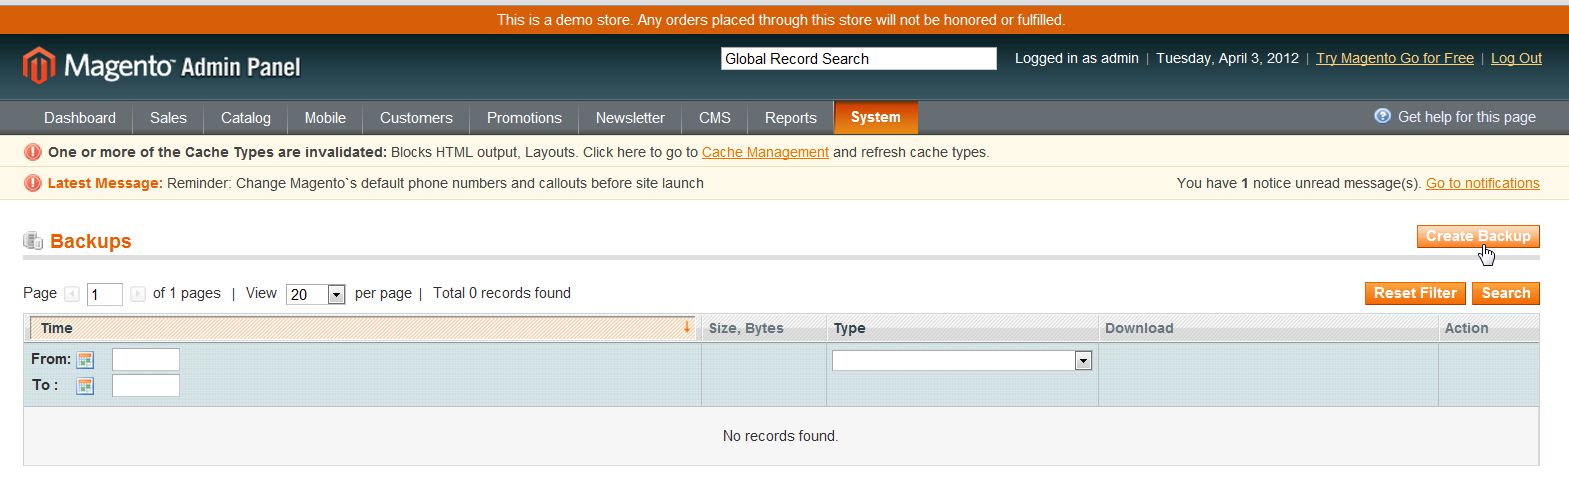 This is a demo store. Any orders placed through this store will not be honored or fulfilled.
Magento™ Admin Panel
Global Record Search
Logged in as admin | Tuesday, April 3, 2012 | Try Magento Go for Free | Log Out
Dashboard Sales Catalog Mobile Customers Promotions Newsletter CMS Reports System Get help for this page
One or more of the Cache Types are invalidated: Blocks HTML output, Layouts. Click here to go to Cache Management and refresh cache types.
Latest Message: Reminder: Change Magento`s default phone numbers and callouts before site launch You have 1 notice unread message(s). Go to notifications
Backups Create Backup
Page 1 of 1 pages | View 20 per page | Total 0 records found Reset Filter Search
Time Size, Bytes Type Download Action
From:
To :
No records found.